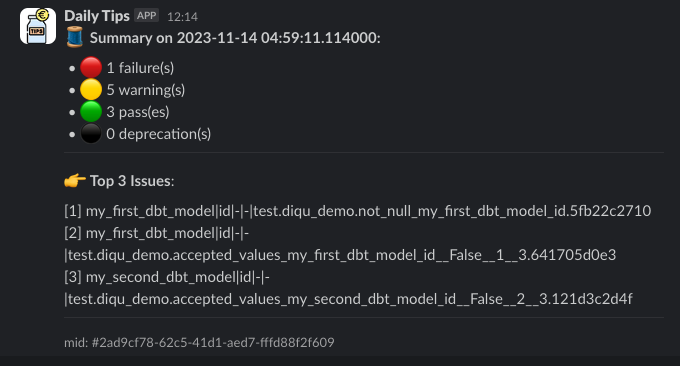 TIPS
Daily Tips APP 12:14
Summary on 2023-11-14 04:59:11.114000:
• 1 failure(s)
• 5 warning(s)
• 3 pass(es)
• 0 deprecation(s)
Top 3 Issues:
[1] my_first_dbt_model|id|-|-|test.diqu_demo.not_null_my_first_dbt_model_id.5fb22c2710
[2] my_first_dbt_model|id|-|-
|test.diqu_demo.accepted_values_my_first_dbt_model_id__False__1__3.641705d0e3
[3] my_second_dbt_model|id|-|-
|test.diqu_demo.accepted_values_my_second_dbt_model_id__False__2__3.121d3c2d4f
mid: #2ad9cf78-62c5-41d1-aed7-fffd88f2f609